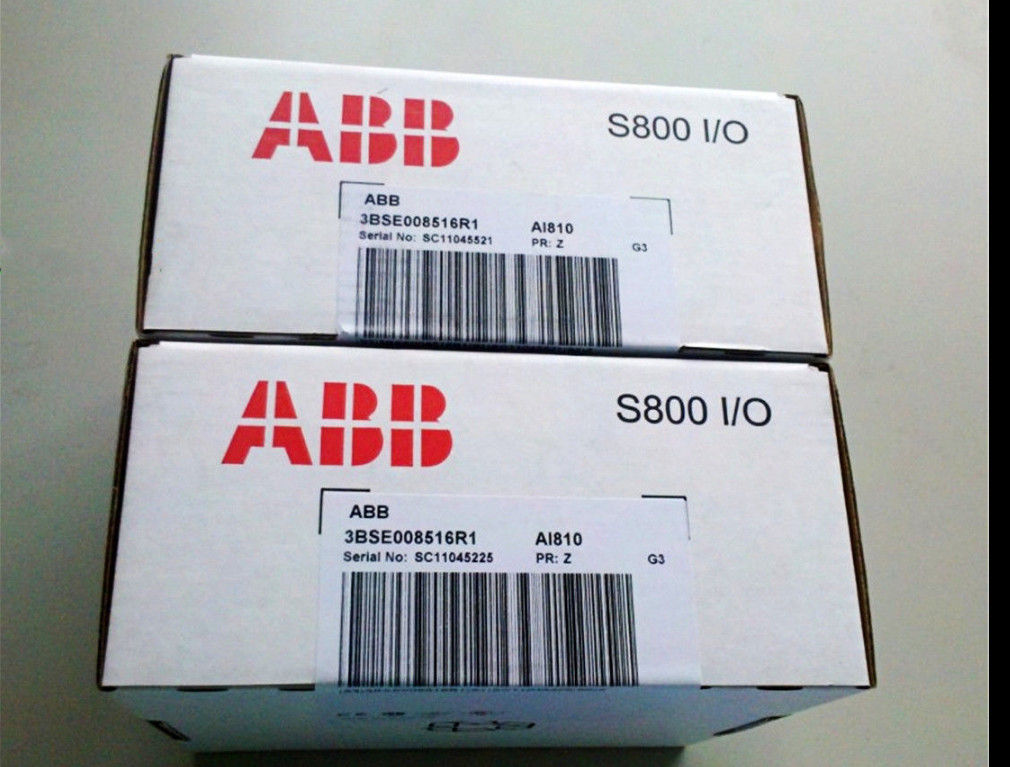 ABB
S800 I/O
ABB
3BSE008516R1 AI810
Serial No: SC11045521 PR: Z G3
ABB
S800 I/O
ABB
3BSE008516R1 AI810
Serial No: SC11045225 PR: Z G3